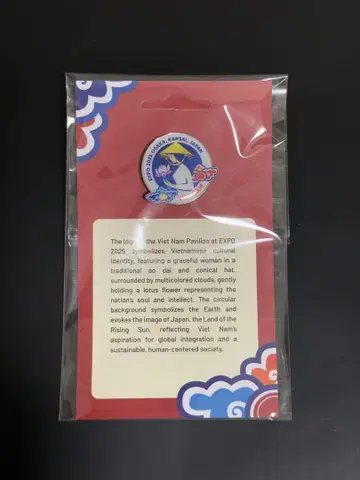 EXPO 2025 OSAKA, KANSAI, JAPAN
The logo of the Viet Nam Pavilion at EXPO
2025 symbolizes Vietnamese cultural
identity, featuring a graceful woman in a
traditional ao dai and conical hat,
surrounded by multicolored clouds, gently
holding a lotus flower representing the
nation's soul and intellect. The circular
background symbolizes the Earth and
evokes the image of Japan, the Land of the
Rising Sun, reflecting Viet Nam's
aspiration for global integration and a
sustainable, human-centered society.